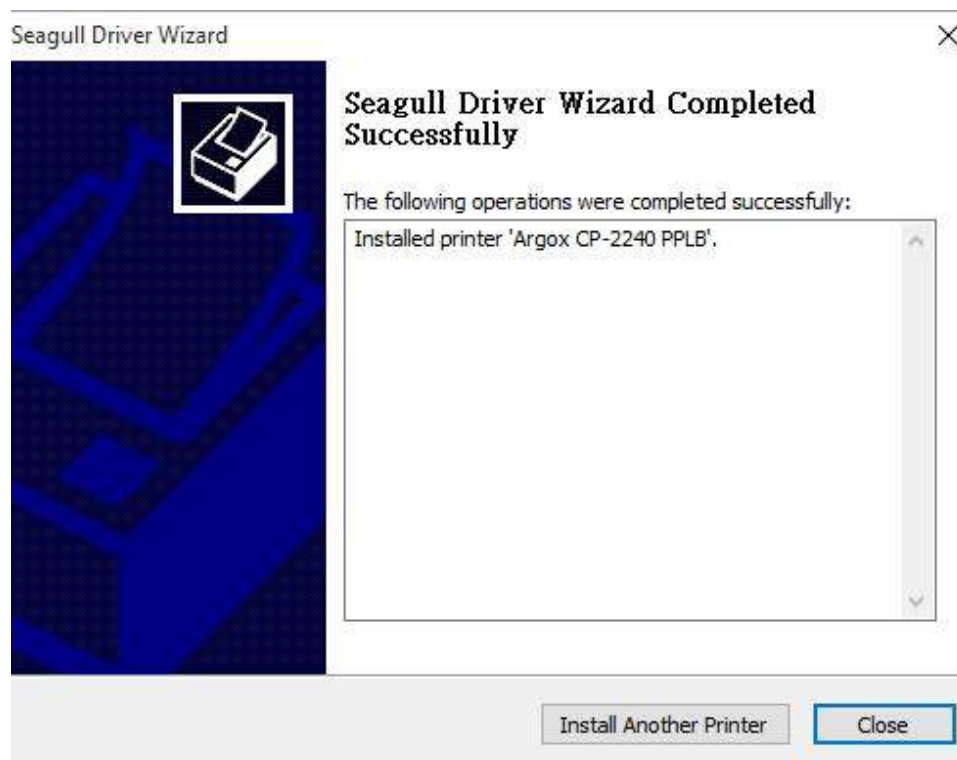 Seagull Driver Wizard
Seagull Driver Wizard Completed
Successfully
The following operations were completed successfully:
Installed printer 'Argox CP-2240 PPLB'.
Install Another Printer
Close